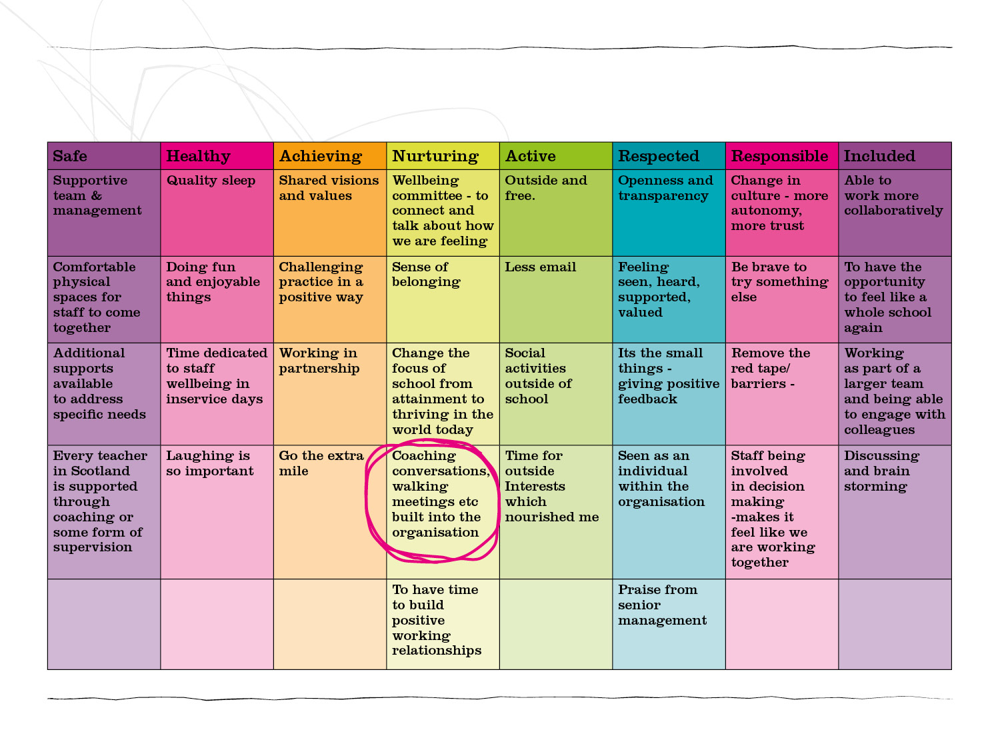 Safe
Healthy
Achieving
Nurturing
Active
Respected
Responsible
Included
Supportive
team &
management
Quality sleep
Shared visions
and values
Wellbeing
committee - to
connect and
talk about how
we are feeling
Outside and
free.
Openness and
transparency
Change in
culture - more
autonomy,
more trust
Able to
work more
collaboratively
Comfortable
physical
spaces for
staff to come
together
Doing fun
and enjoyable
things
Challenging
practice in a
positive way
Sense of
belonging
Less email
Feeling
seen, heard,
supported,
valued
Be brave to
try something
else
To have the
opportunity
to feel like a
whole school
again
Additional
supports
available
to address
specific needs
Time dedicated
to staff
wellbeing in
inservice days
Working in
partnership
Change the
focus of
school from
attainment to
thriving in the
world today
Social
activities
outside of
school
Its the small
things -
giving positive
feedback
Remove the
red tape/
barriers -
Working
as part of a
larger team
and being able
to engage with
colleagues
Every teacher
in Scotland
is supported
through
coaching or
some form of
supervision
Laughing is
so important
Go the extra
mile
Coaching
conversations,
walking
meetings etc
built into the
organisation
Time for
outside
Interests
which
nourished me
Seen as an
individual
within the
organisation
Staff being
involved
in decision
making
-makes it
feel like we
are working
together
Discussing
and brain
storming
To have time
to build
positive
working
relationships
Praise from
senior
management